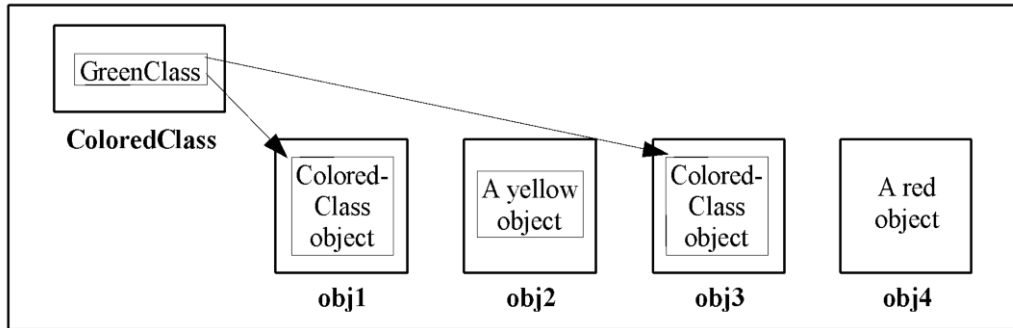 GreenClass
ColoredClass
Colored-
Class
object
obj1
A yellow
object
obj2
Colored-
Class
object
obj3
A red
object
obj4